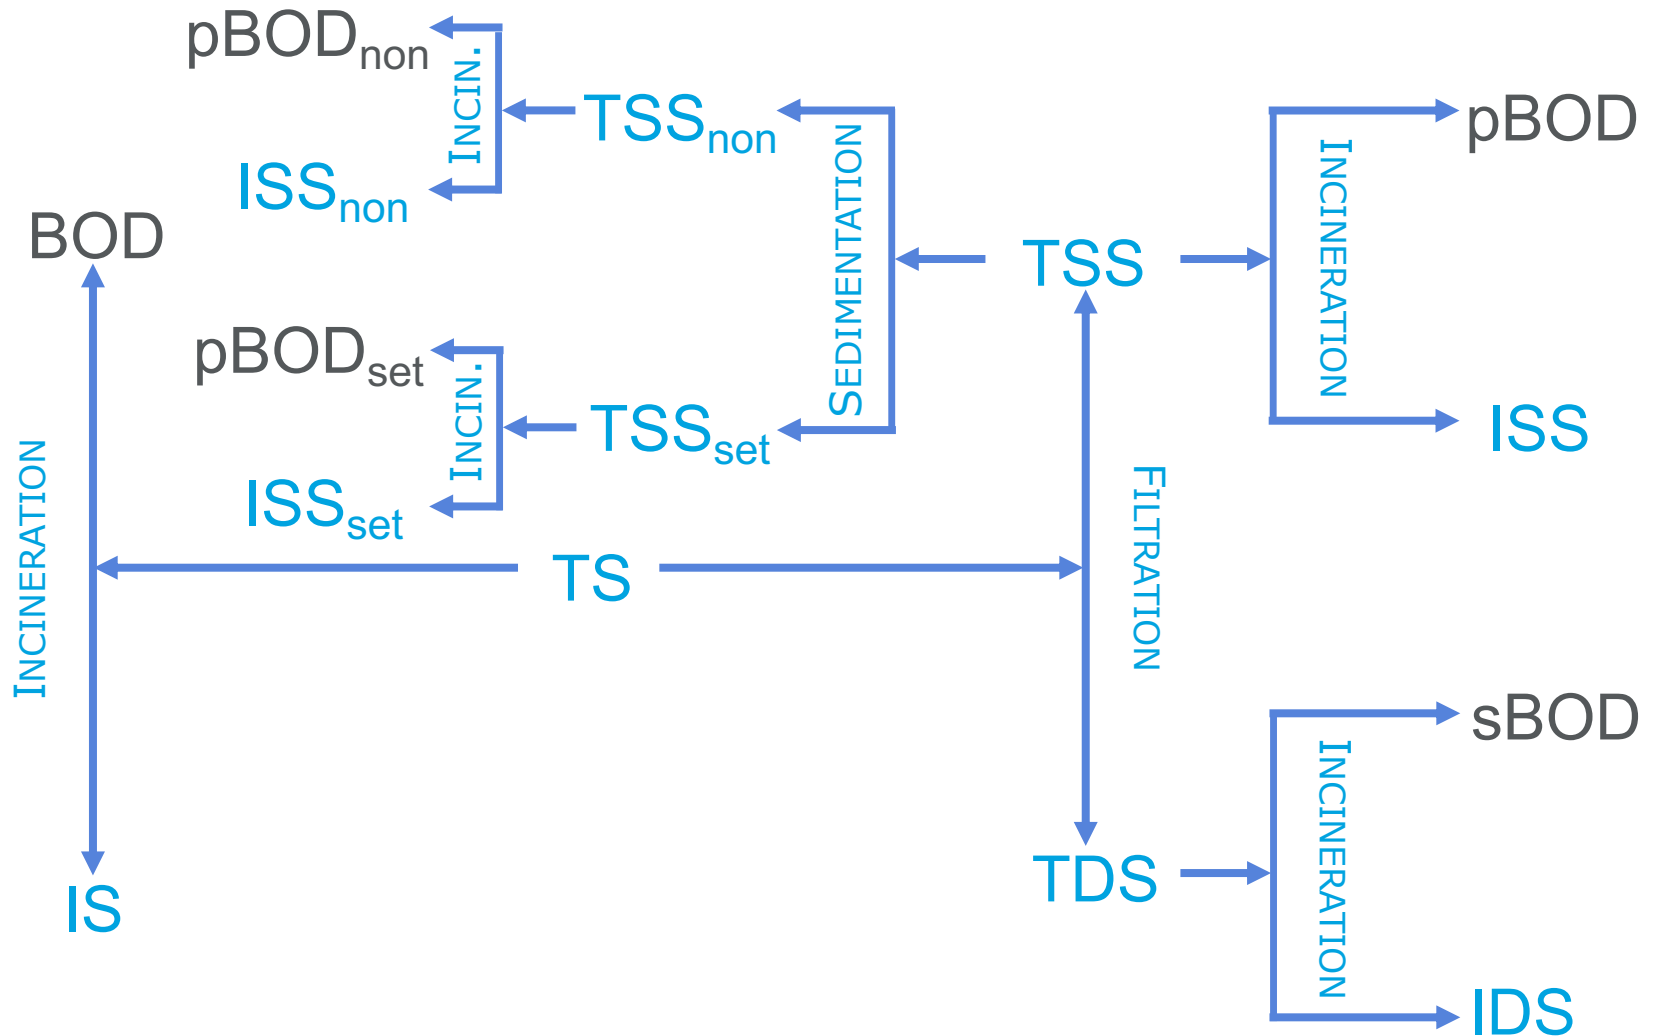 pBODnon
INCIN.
TSSnon
ISSnon
SEDIMENTATION
pBOD
INCINERATION
BOD
TSS
pBODset
INCIN.
TSSset
ISSset
ISS
INCINERATION
TS
FILTRATION
sBOD
TDS
INCINERATION
IS
IDS